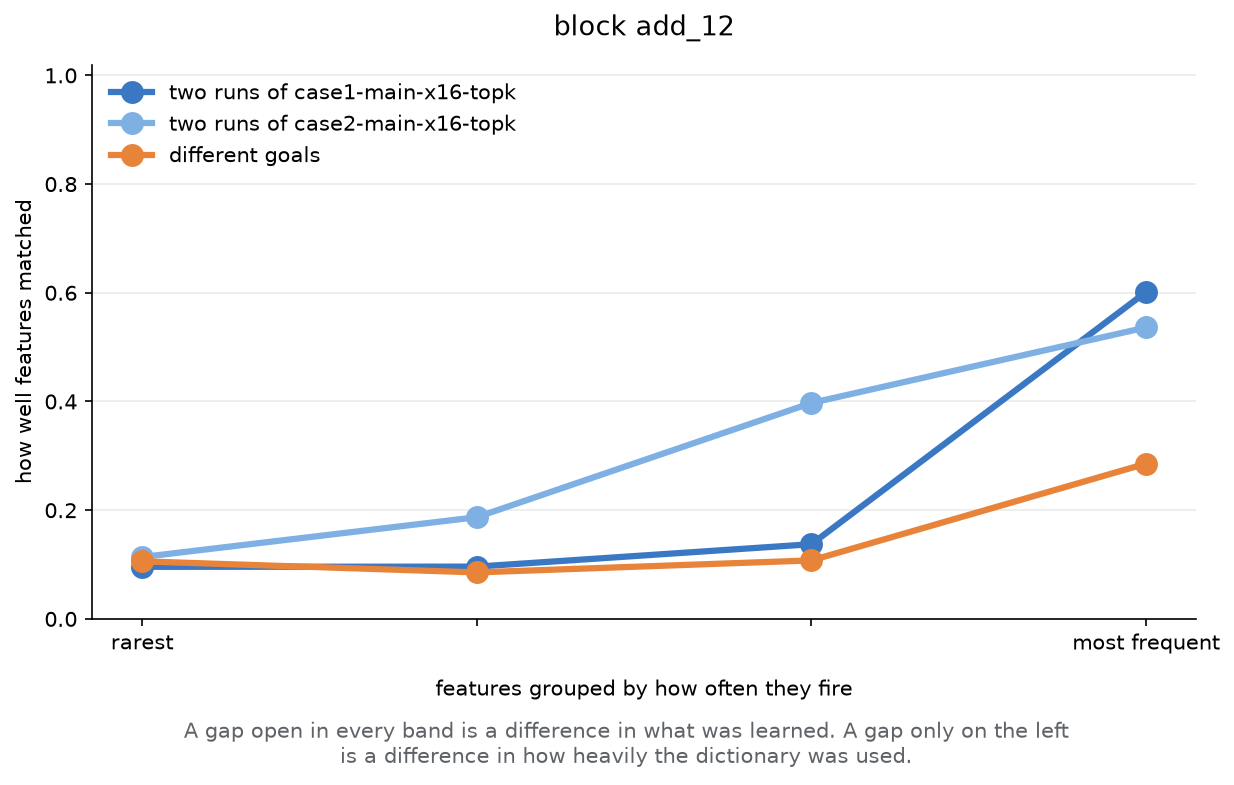 block add_12
1.0
0.8
0.6
0.4
0.2
0.0
how well features matched
two runs of case1-main-x16-topk
two runs of case2-main-x16-topk
different goals
rarest
most frequent
features grouped by how often they fire
A gap open in every band is a difference in what was learned. A gap only on the left
is a difference in how heavily the dictionary was used.